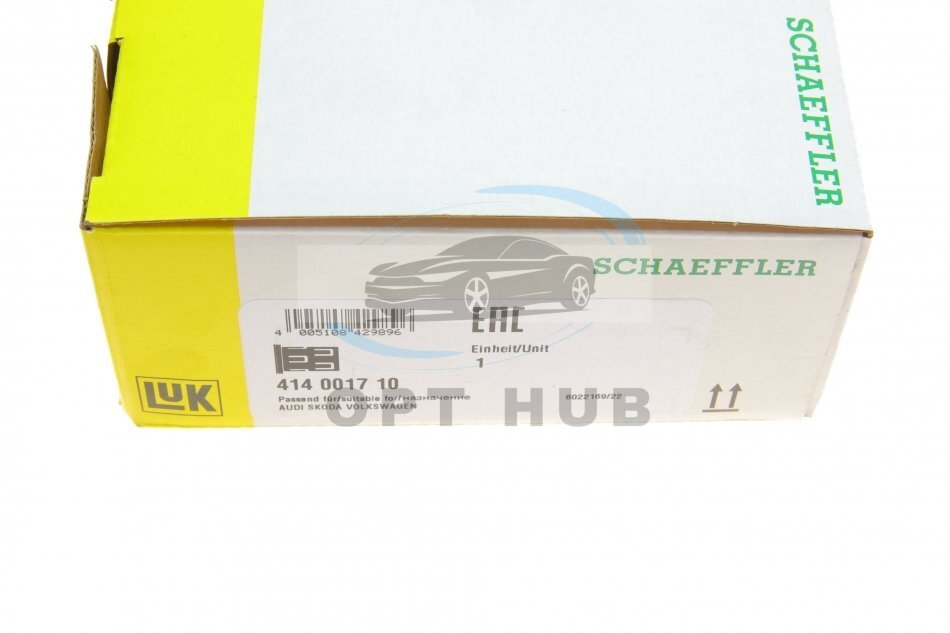 SCHAEFFLER
SCHAEFFLER
4 005108 429896
EAC
Einheit/Unit
1
414 0017 10
Passend für/suitable for/назначение
AUDI SKODA VOLKSWAGEN
6022169/22
LUK
OPT HUB